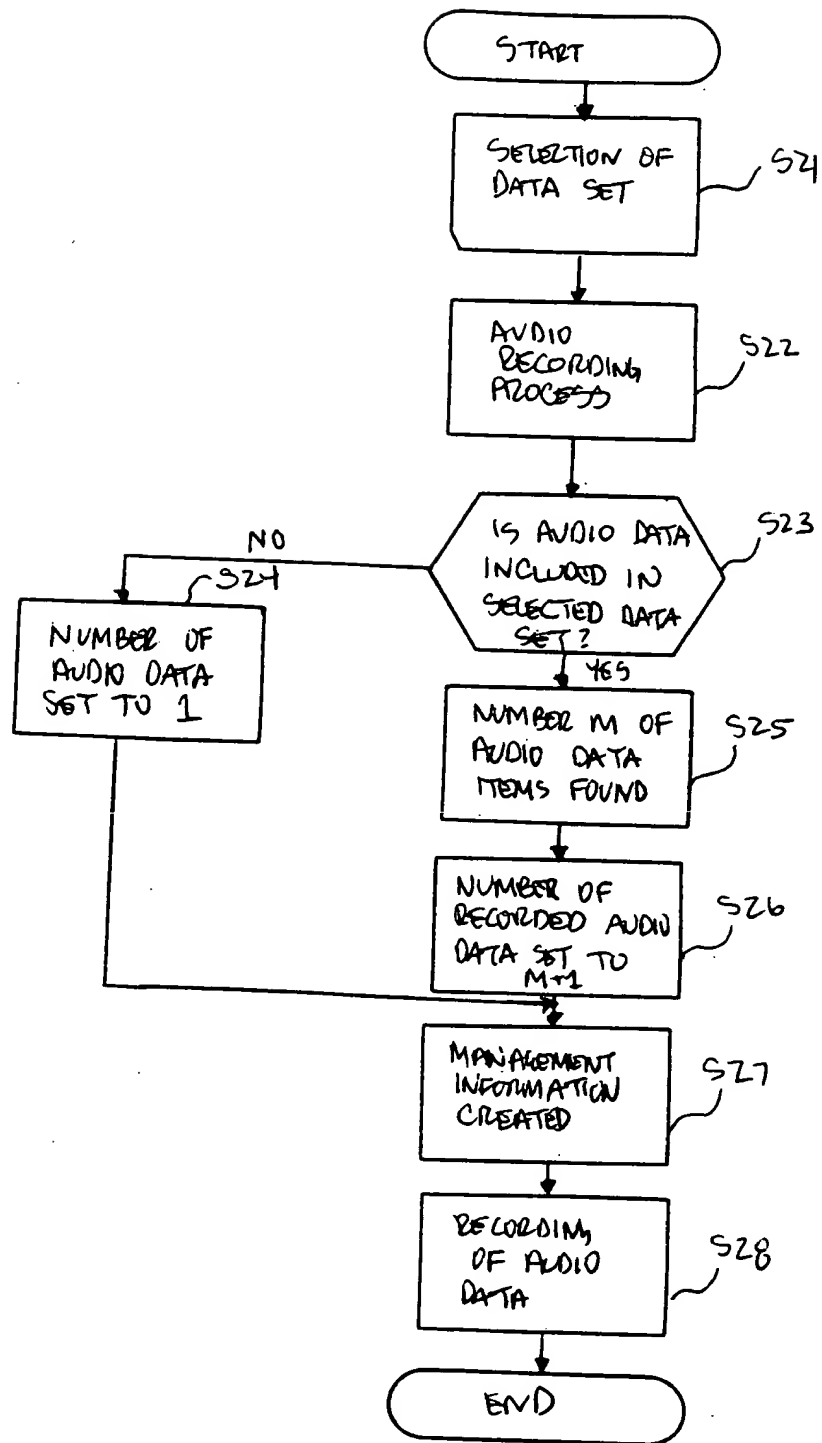 START
SELECTION OF
DATA SET
S21
AUDIO
RECORDING
PROCESS
S22
IS AUDIO DATA
INCLUDED IN
SELECTED DATA
SET?
S23
NO
YES
S24
NUMBER OF
AUDIO DATA
SET TO 1
NUMBER M OF
AUDIO DATA
ITEMS FOUND
S25
NUMBER OF
RECORDED AUDIO
DATA SET TO
M+1
S26
MANAGEMENT
INFORMATION
CREATED
S27
RECORDING
OF AUDIO
DATA
S28
END